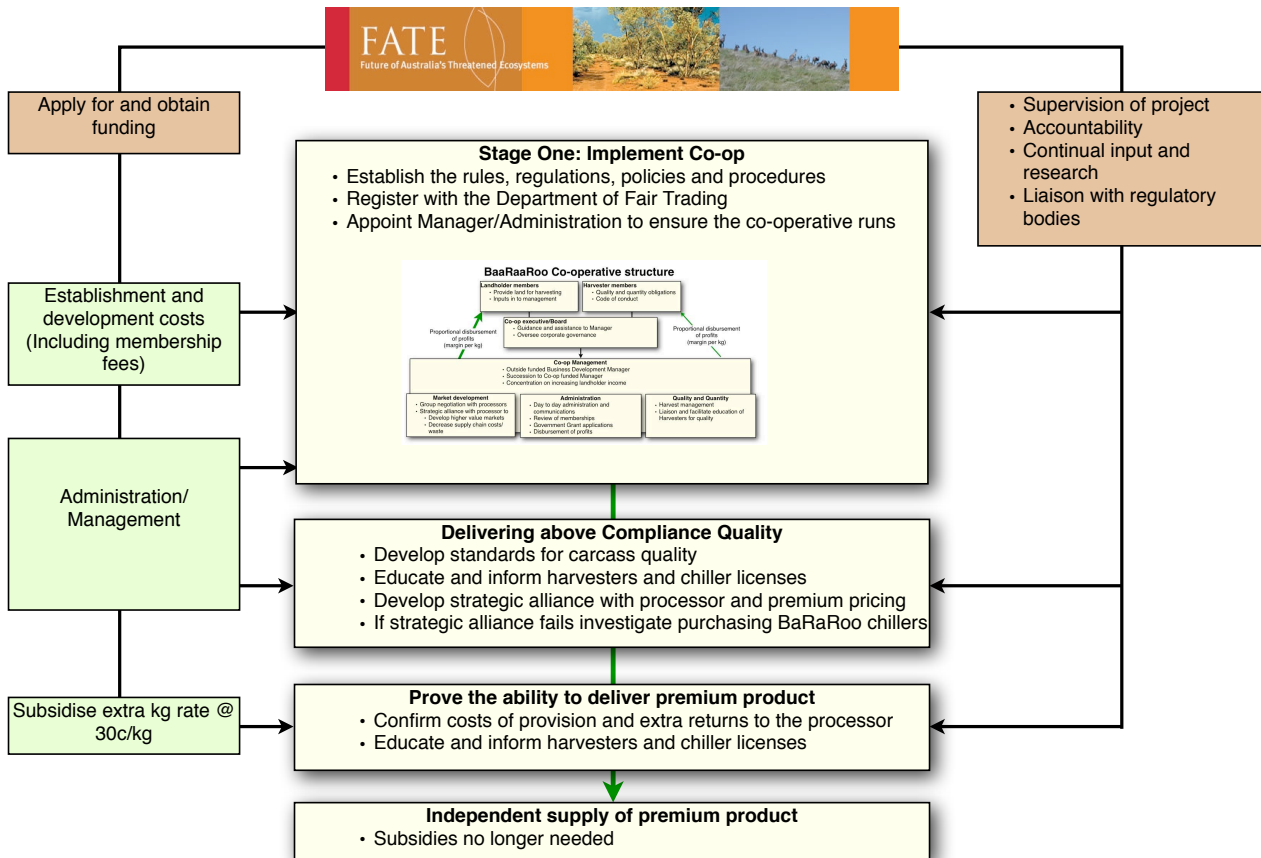 FATE
Future of Australia's Threatened Ecosystems
Apply for and obtain
funding
• Supervision of project
• Accountability
• Continual input and
research
• Liaison with regulatory
bodies
Stage One: Implement Co-op
• Establish the rules, regulations, policies and procedures
• Register with the Department of Fair Trading
• Appoint Manager/Administration to ensure the co-operative runs
BaaRaaRoo Co-operative structure
Landholder members
• Provide land for harvesting
• Inputs in to management
Harvester members
• Quality and quantity obligations
• Code of conduct
Co-op executive/Board
• Guidance and assistance to Manager
• Oversee corporate governance
Proportional disbursement
of profits
(margin per kg)
Proportional disbursement
of profits
(margin per kg)
Co-op Management
• Outside funded Business Development Manager
• Succession to Co-op funded Manager
• Concentration on increasing landholder income
Market development
• Group negotiation with processors
• Strategic alliance with processor to
• Develop higher value markets
• Decrease supply chain costs/
waste
Administration
• Day to day administration and
communications
• Review of memberships
• Government Grant applications
• Disbursement of profits
Quality and Quantity
• Harvest management
• Liaison and facilitate education of
Harvesters for quality
Establishment and
development costs
(Including membership
fees)
Administration/
Management
Delivering above Compliance Quality
• Develop standards for carcass quality
• Educate and inform harvesters and chiller licenses
• Develop strategic alliance with processor and premium pricing
• If strategic alliance fails investigate purchasing BaRaRoo chillers
Subsidise extra kg rate @
30c/kg
Prove the ability to deliver premium product
• Confirm costs of provision and extra returns to the processor
• Educate and inform harvesters and chiller licenses
Independent supply of premium product
• Subsidies no longer needed